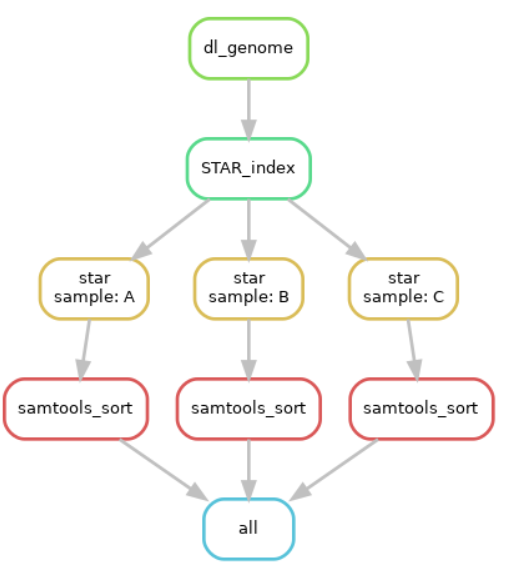 dl_genome
STAR_index
star
sample: A
star
sample: B
star
sample: C
samtools_sort
samtools_sort
samtools_sort
all